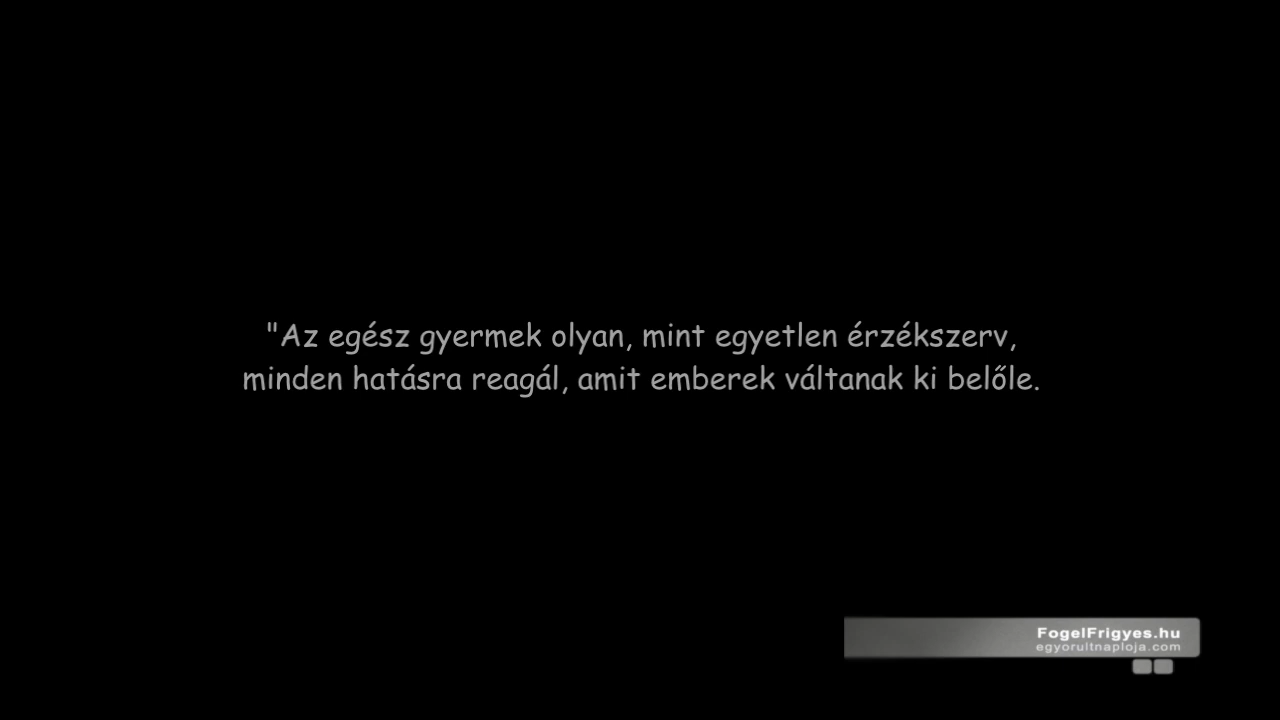 "Az egész gyermek olyan, mint egyetlen érzékszerv,
minden hatásra reagál, amit emberek váltanak ki belőle.
FogelFrigyes.hu
egyorultnaploja.com